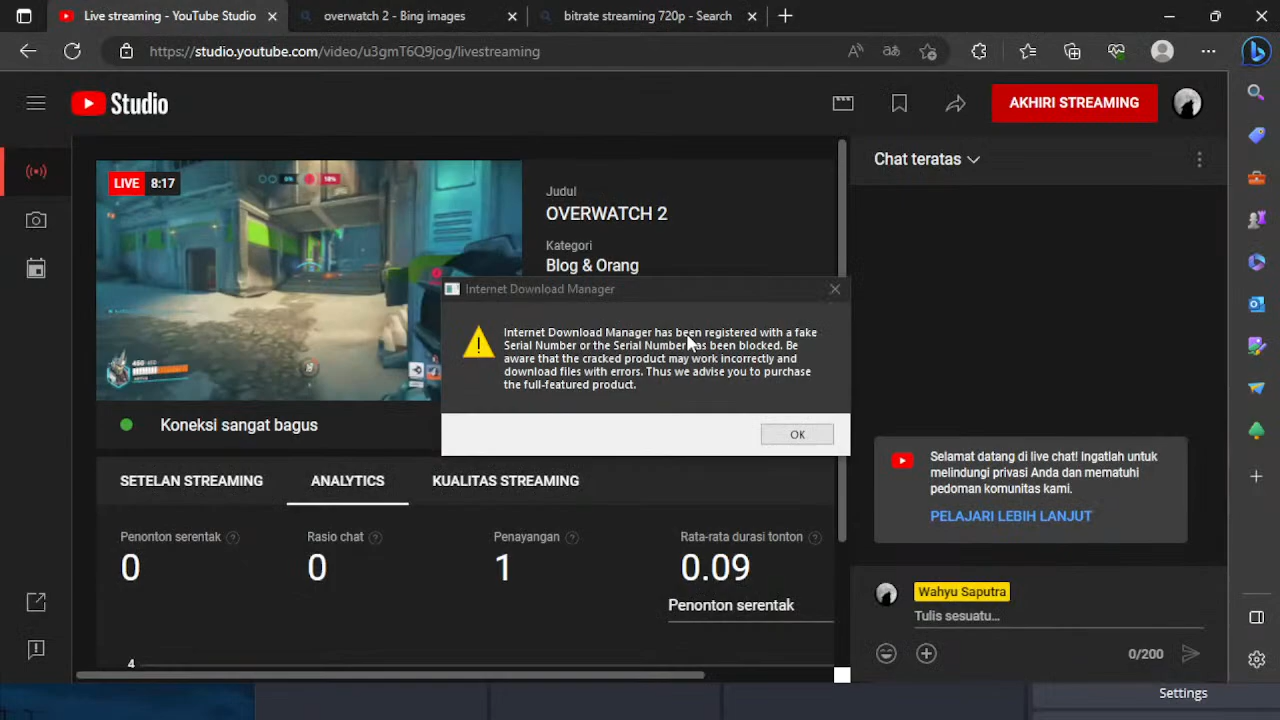 Live streaming - YouTube Studio
overwatch 2 - Bing images
bitrate streaming 720p - Search
https://studio.youtube.com/video/u3gmT6Q9jog/livestreaming
Studio
AKHIRI STREAMING
LIVE 8:17
Judul
OVERWATCH 2
Kategori
Blog & Orang
Koneksi sangat bagus
Internet Download Manager
Internet Download Manager has been registered with a fake
Serial Number or the Serial Number has been blocked. Be
aware that the cracked product may work incorrectly and
download files with errors. Thus we advise you to purchase
the full-featured product.
OK
SETELAN STREAMING
ANALYTICS
KUALITAS STREAMING
Penonton serentak
0
Rasio chat
0
Penayangan
1
Rata-rata durasi tonton
0.09
Penonton serentak
4
Chat teratas
Selamat datang di live chat! Ingatlah untuk
melindungi privasi Anda dan mematuhi
pedoman komunitas kami.
PELAJARI LEBIH LANJUT
Wahyu Saputra
Tulis sesuatu...
0/200
Settings